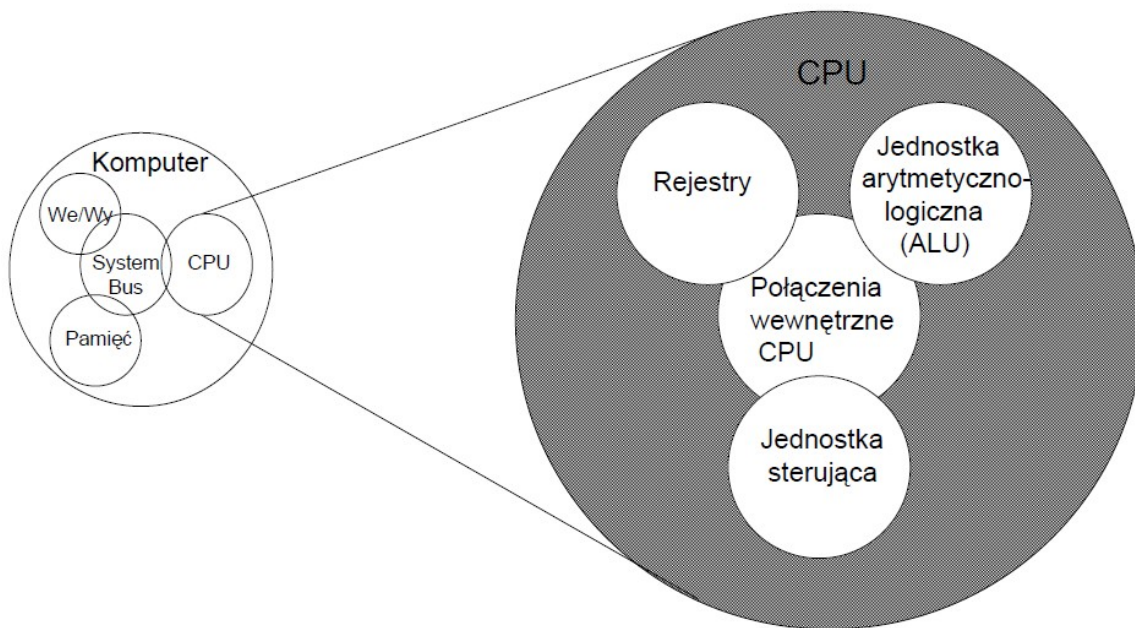 Komputer
We/Wy
System
Bus
CPU
Pamięć
CPU
Rejestry
Jednostka
arytmetyczno-
logiczna
(ALU)
Połączenia
wewnętrzne
CPU
Jednostka
sterująca